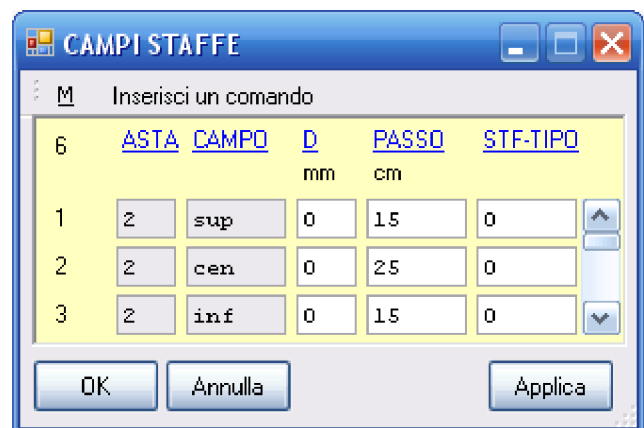 CAMPI STAFFE
M Inserisci un comando
6 ASTA CAMPO D PASSO STF-TIPO
mm cm
1 2 sup 0 15 0
2 2 cen 0 25 0
3 2 inf 0 15 0
OK Annulla Applica